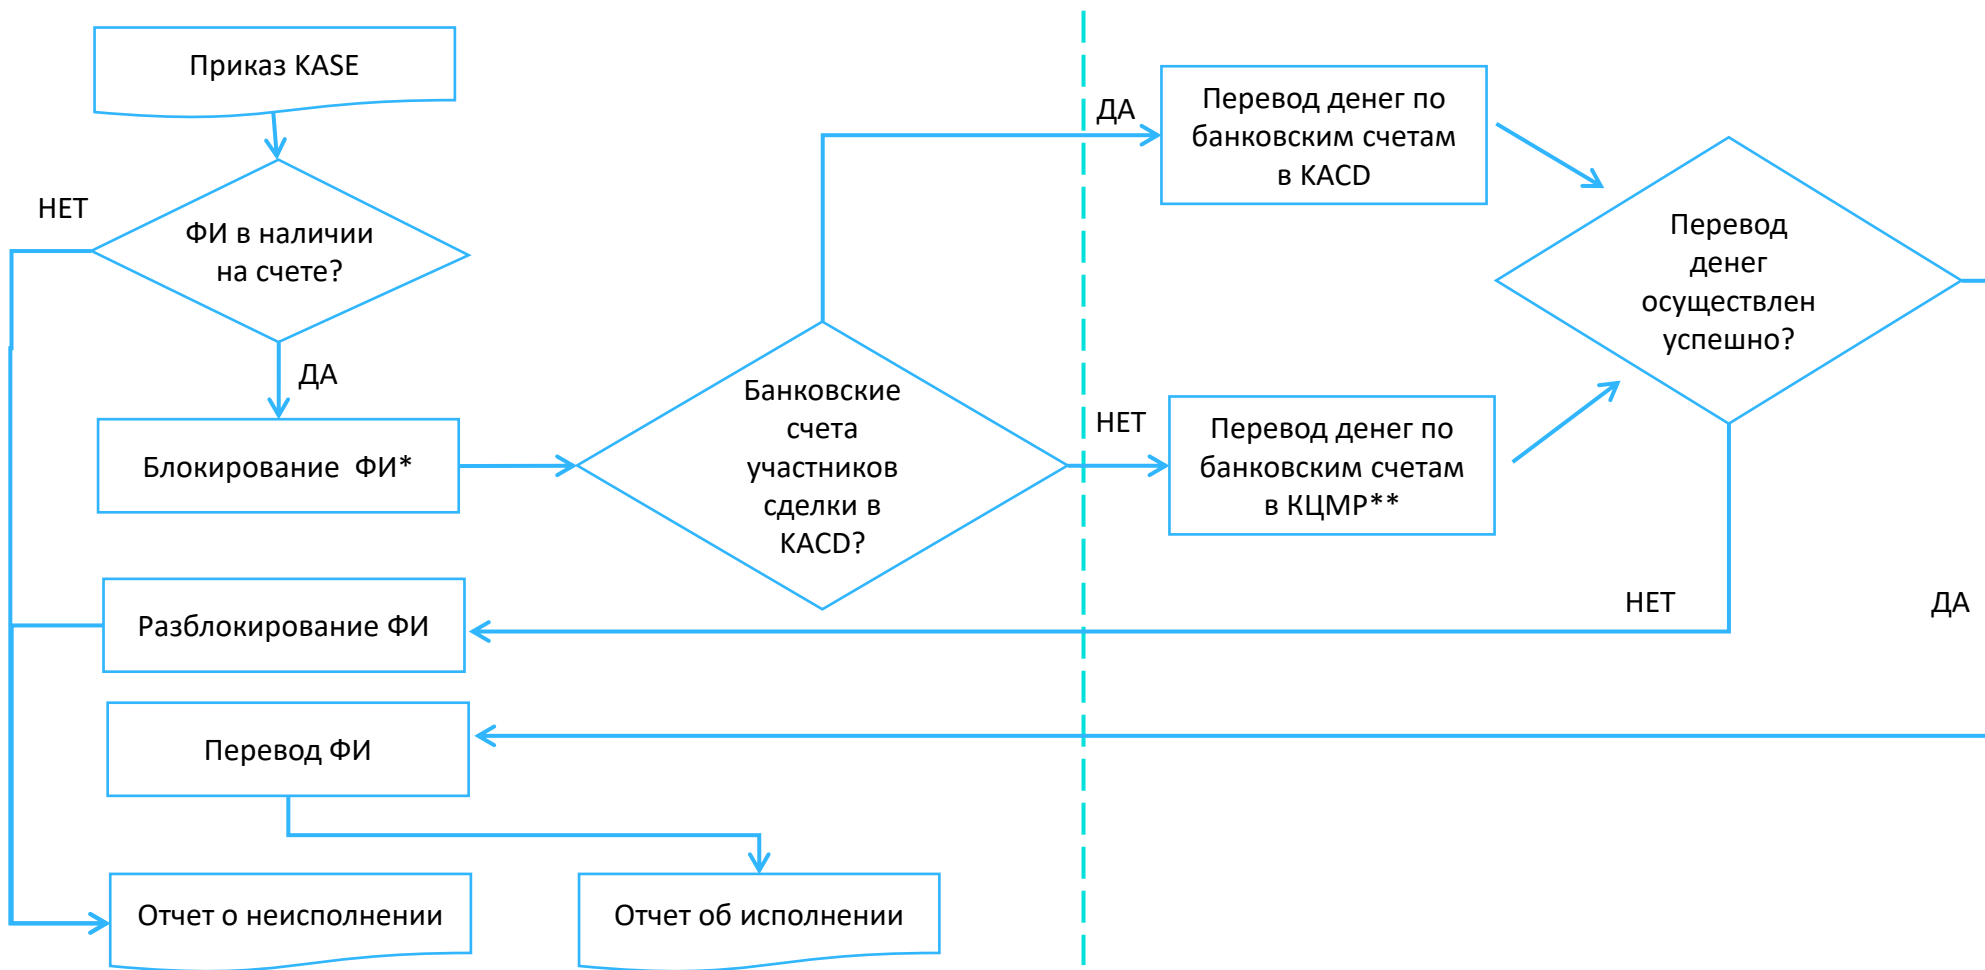 Приказ KASE
НЕТ
ФИ в наличии
на счете?
ДА
Блокирование  ФИ*
Банковские
счета
участников
сделки в
KACD?
ДА
Перевод денег по
банковским счетам
в KACD
НЕТ
Перевод денег по
банковским счетам
в КЦМР**
Перевод
денег
осуществлен
успешно?
НЕТ
ДА
Разблокирование ФИ
Перевод ФИ
Отчет о неисполнении
Отчет об исполнении